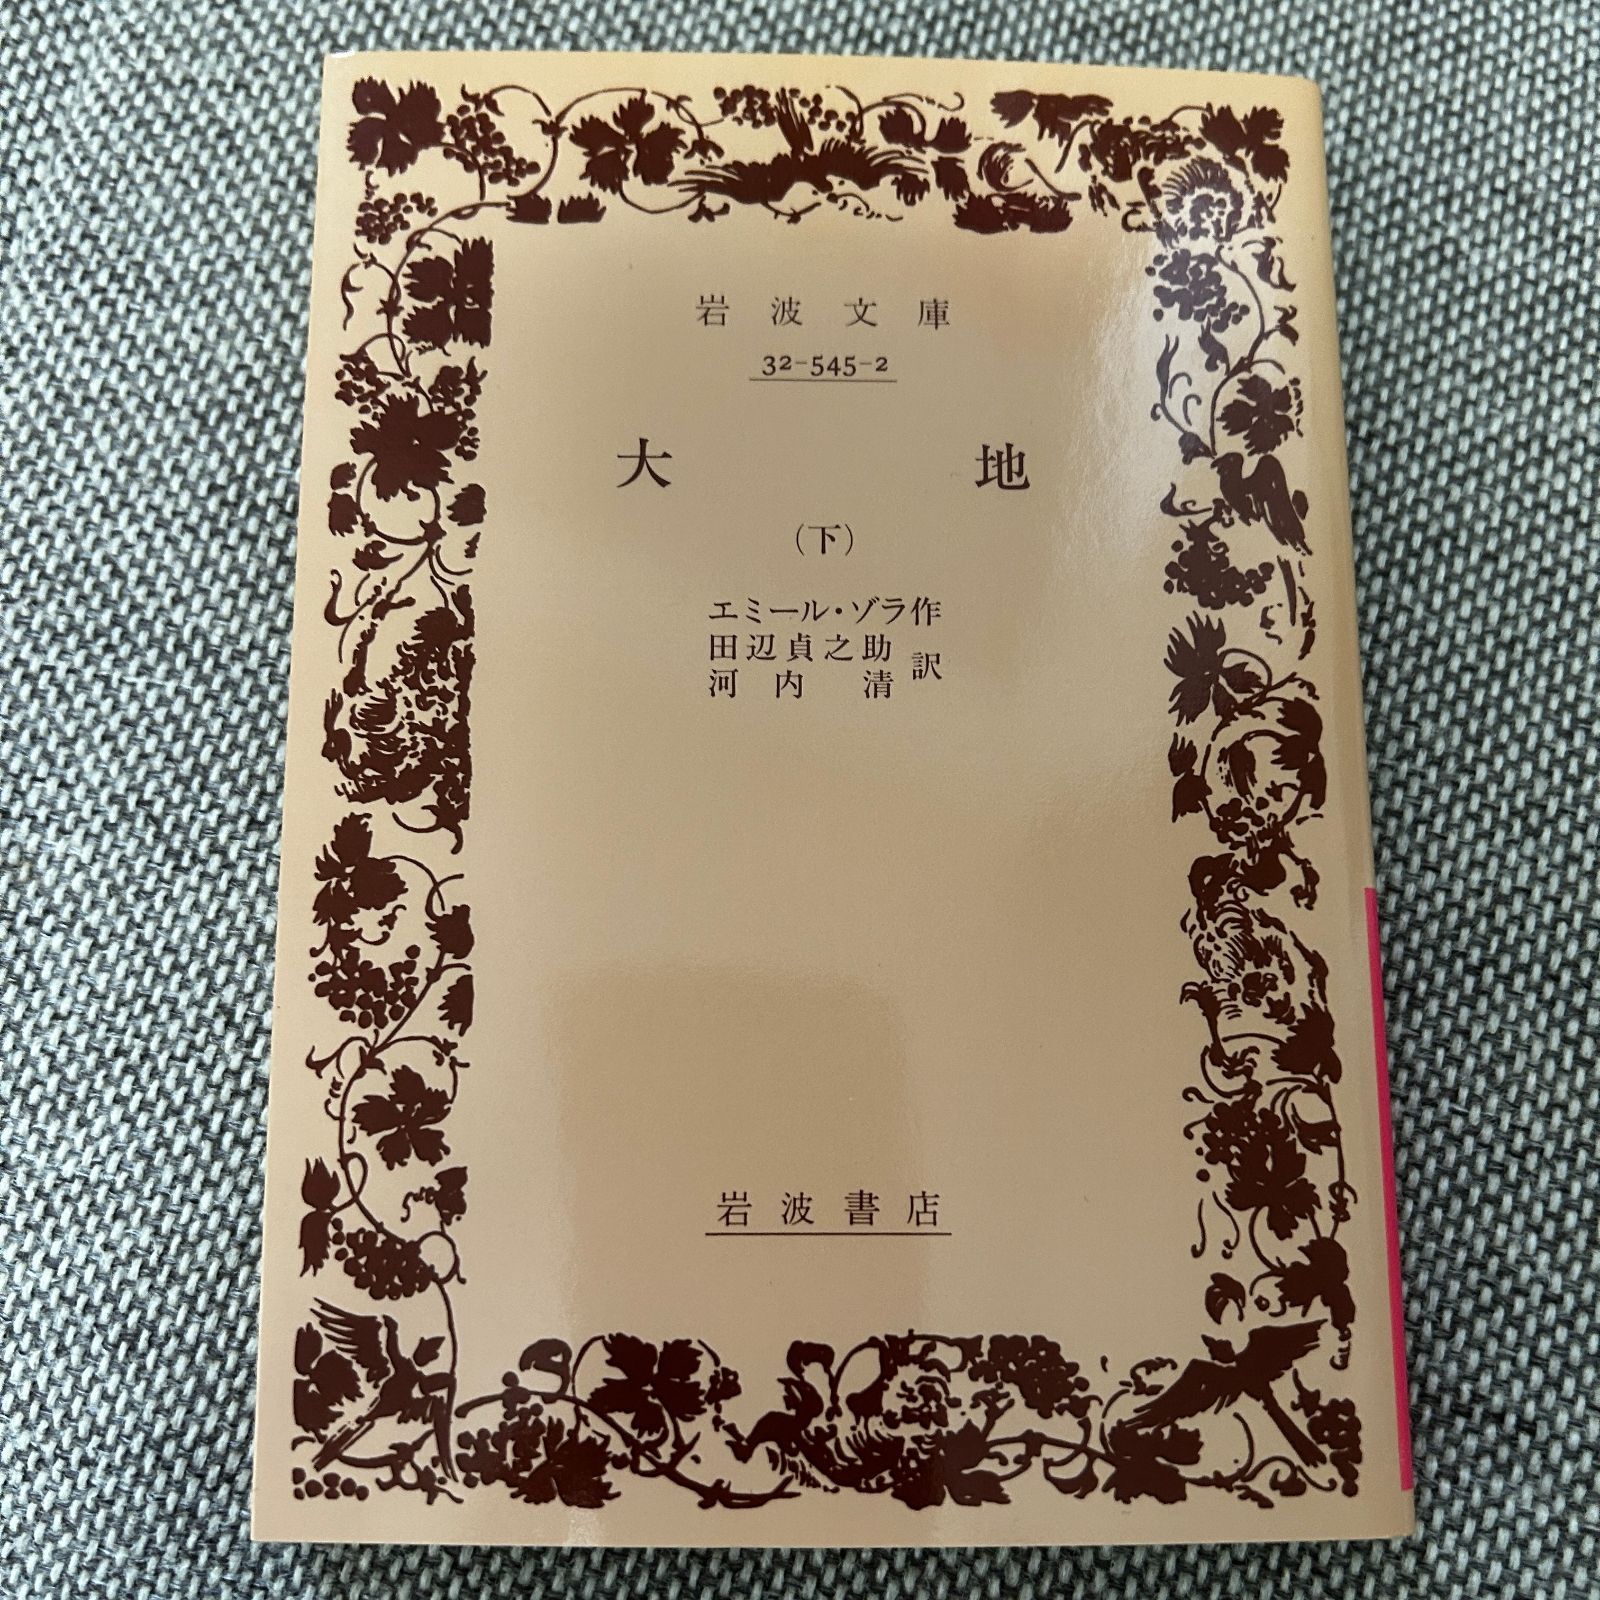 岩波文庫
32-545-2
大地
(下)
エミール・ゾラ作
田辺貞之助
河内清 訳
岩波書店